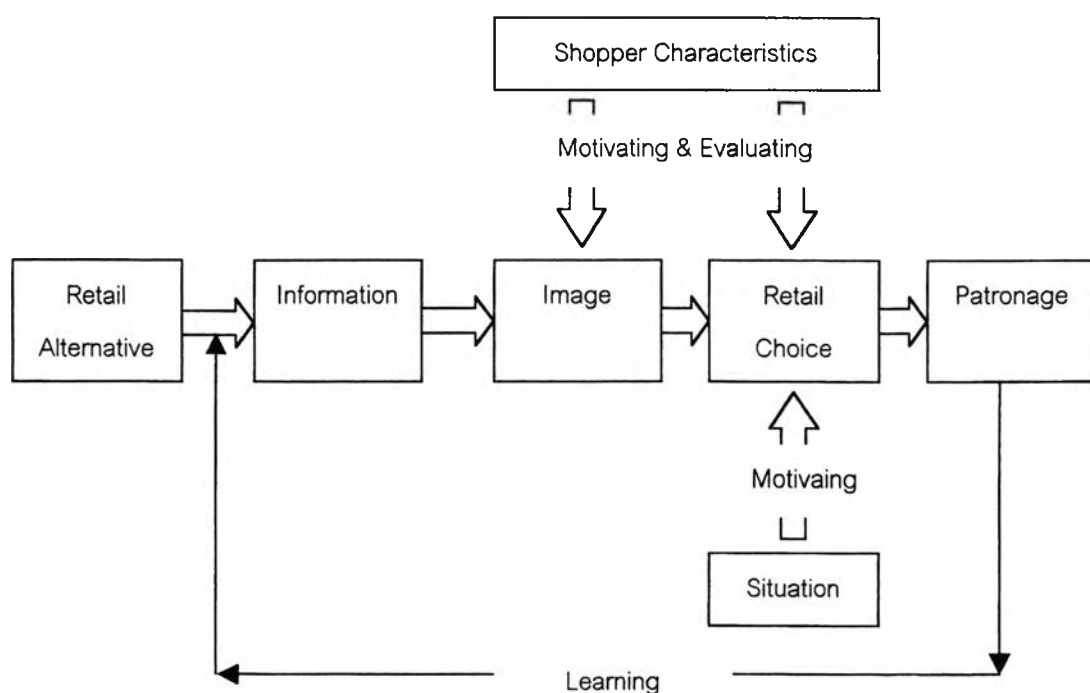 Shopper Characteristics
Motivating & Evaluating
Retail
Alternative
Information
Image
Retail
Choice
Patronage
Motivaing
Situation
Learning